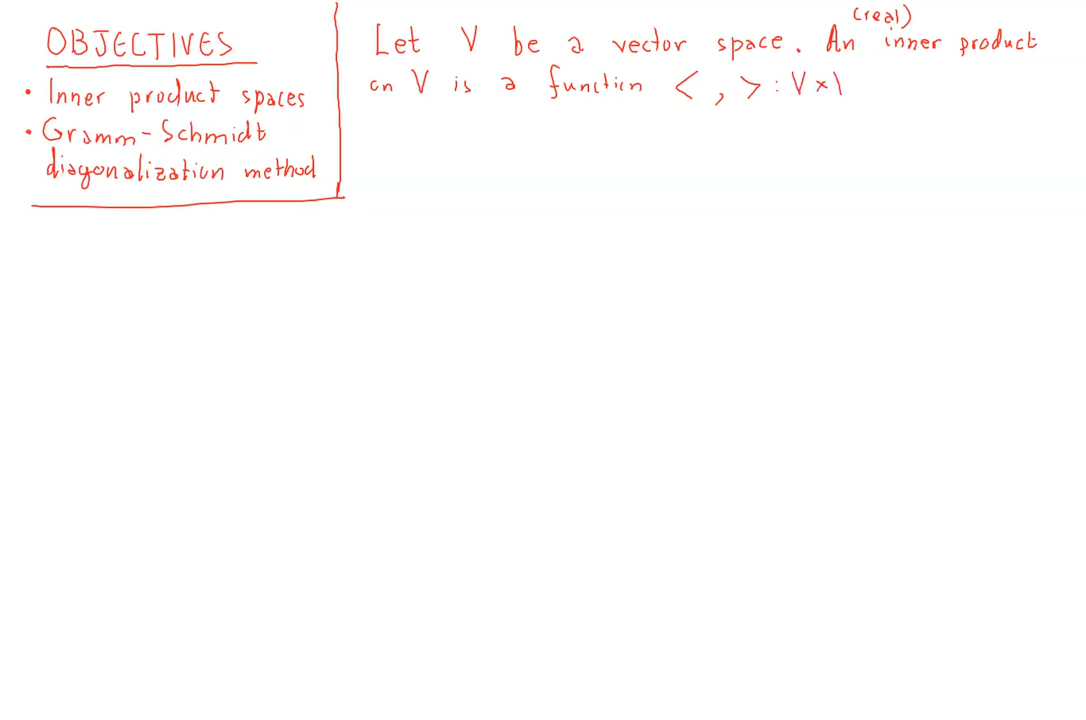 OBJECTIVES
• Inner product spaces
• Gramm-Schmidt
diagonalization method
(real)
Let V be a vector space. An inner product
on V is a function < , > : V ×